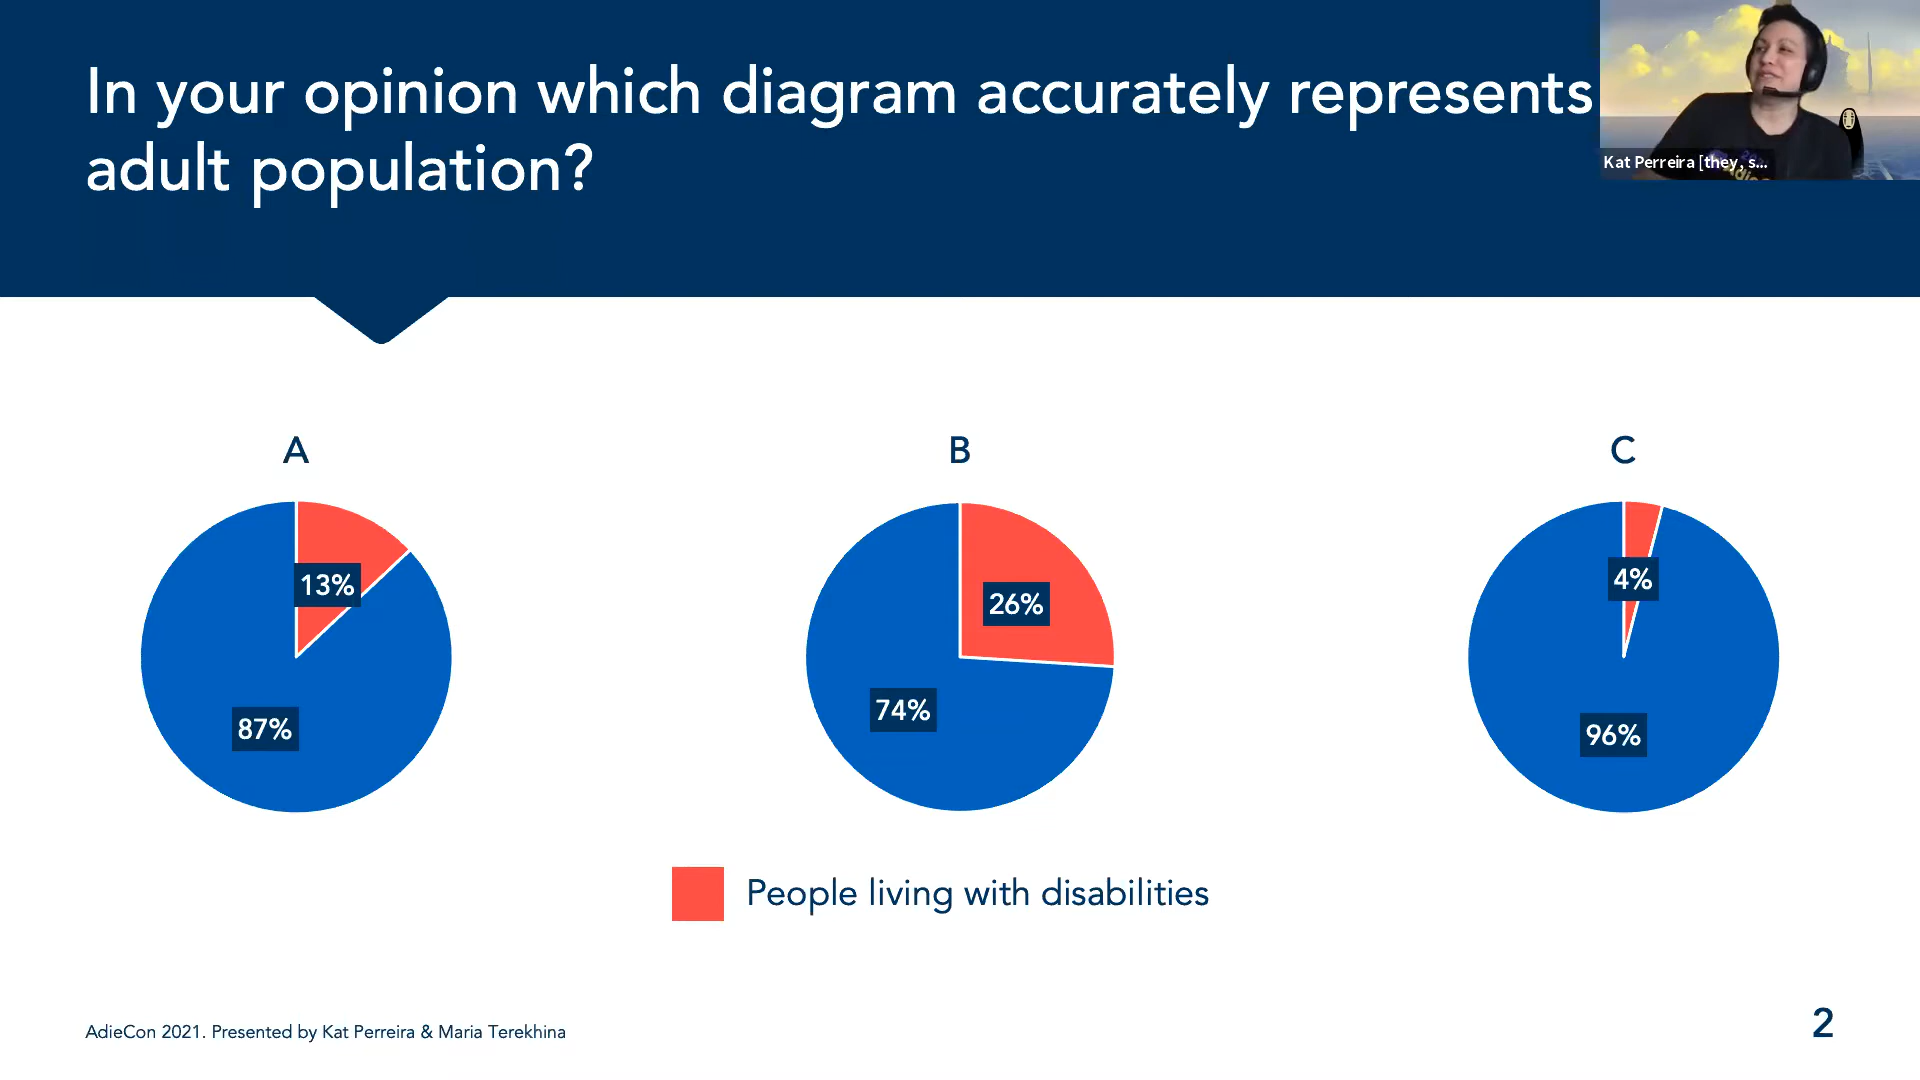 In your opinion which diagram accurately represents
adult population?
Kat Perreira [they, s...
A
B
C
13%
87%
26%
74%
4%
96%
People living with disabilities
AdieCon 2021. Presented by Kat Perreira & Maria Terekhina
2